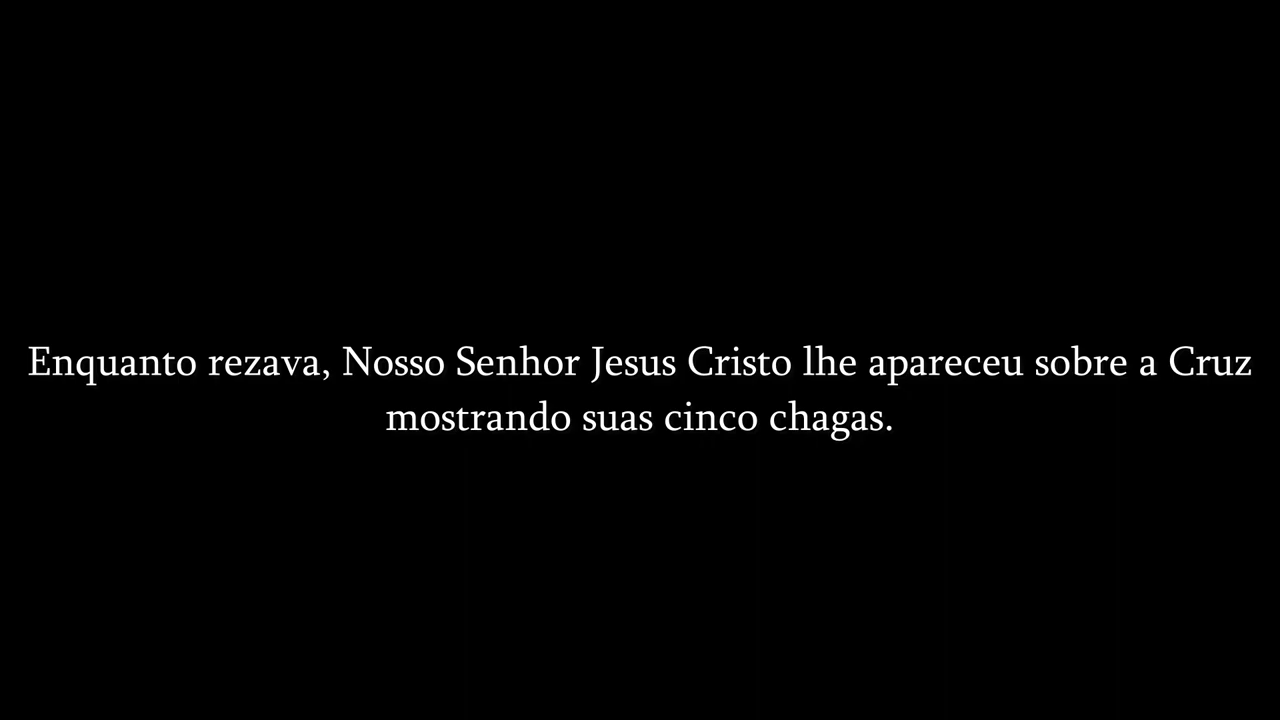 Enquanto rezava, Nosso Senhor Jesus Cristo lhe apareceu sobre a Cruz
mostrando suas cinco chagas.